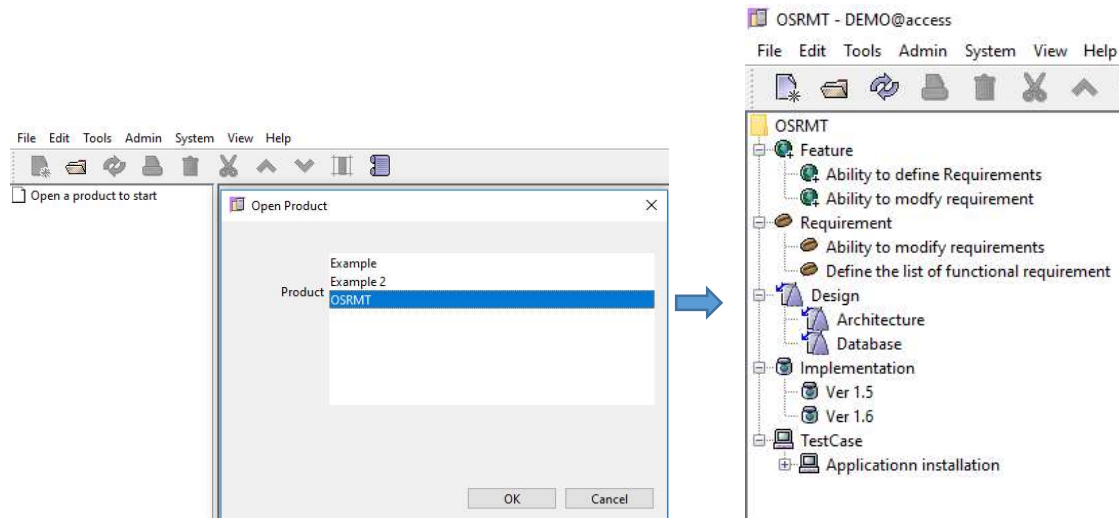 File Edit Tools Admin System View Help
Open a product to start
Open Product
Product
Example
Example 2
OSRMT
OK Cancel
OSRMT - DEMO@access
File Edit Tools Admin System View Help
OSRMT
Feature
Ability to define Requirements
Ability to modfy requirement
Requirement
Ability to modify requirements
Define the list of functional requirement
Design
Architecture
Database
Implementation
Ver 1.5
Ver 1.6
TestCase
Applicationn installation